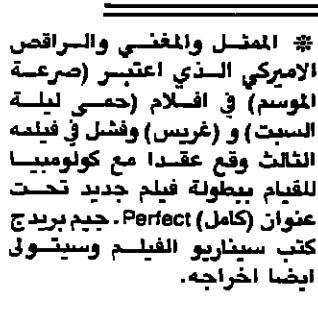 ❋ الممثل والمغني والراقص
الاميركي الذي اعتبر (صرعة
الموسم) في افلام (حمى ليلة
السبت) و (غريس) وفشل في فيلمه
الثالث وقع عقدا مع كولومبيا
للقيام ببطولة فيلم جديد تحت
عنوان (كامل) Perfect. جيم بريدج
كتب سيناريو الفيلم وسيتولى
ايضا اخراجه.